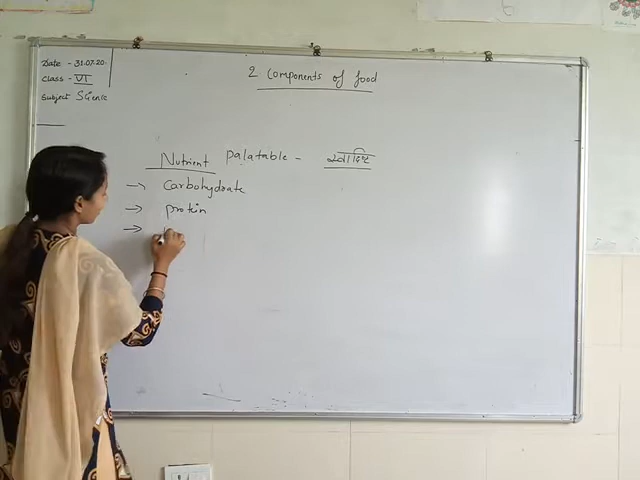 Date - 31.07.20
Class - VI
Subject Science
2 Components of food
Nutrient palatable - स्वादिष्ट
→ Carbohydrate
→ protein
→